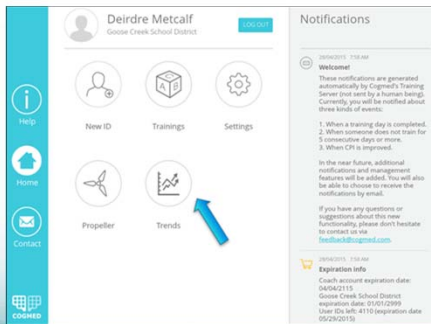 Deirdre Metcalf
Goose Creek School District
LOG OUT
Help
Home
Contact
COGMED
New ID
Trainings
Settings
Propeller
Trends
Notifications
28/04/2015 7:58 AM
Welcome!
These notifications are generated
automatically by Cogmed's Training
Server (not sent by a human being).
Currently, you will be notified about
three kinds of events:
1. When a training day is completed.
2. When someone does not train for
5 consecutive days or more.
3. When CPI is improved.
In the near future, additional
notifications and management
features will be added. You will also
be able to choose to receive the
notifications by email.
If you have any questions or
suggestions about this new
functionality, please don't hesitate
to contact us via
feedback@cogmed.com.
28/04/2015 7:58 AM
Expiration info
Coach account expiration date:
04/04/2115
Goose Creek School District
expiration date: 01/01/2999
User IDs left: 4110 (expiration date
05/29/2015)